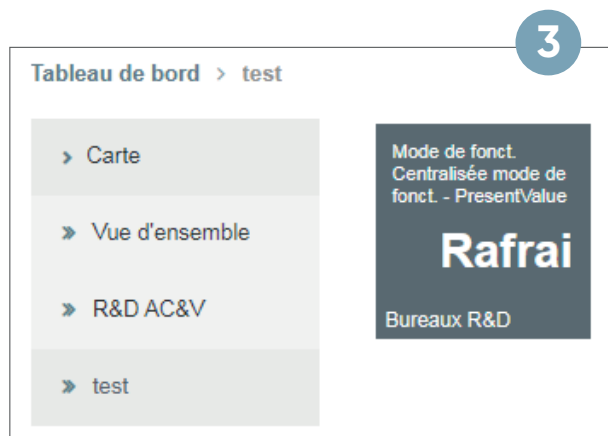 3
Tableau de bord > test
Carte
Vue d'ensemble
R&D AC&V
test
Mode de fonct.
Centralisée mode de
fonct. - PresentValue
Rafrai
Bureaux R&D